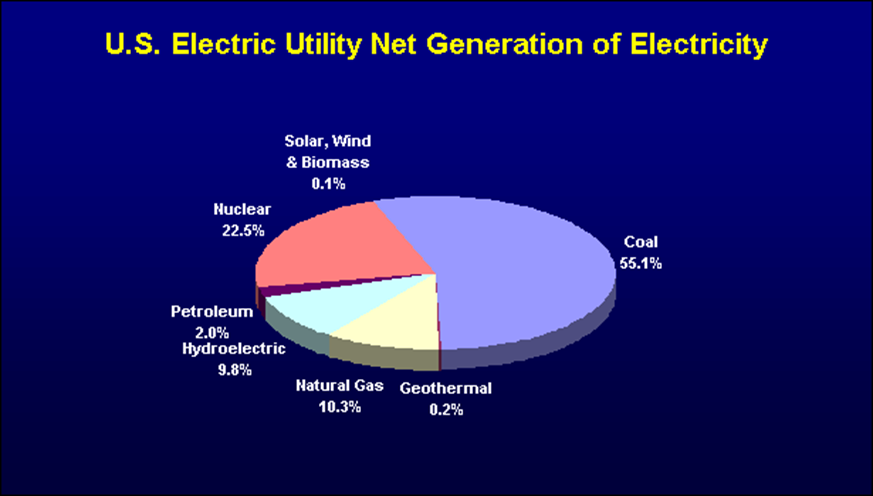 U.S. Electric Utility Net Generation of Electricity
Solar, Wind
& Biomass
0.1%
Nuclear
22.5%
Coal
55.1%
Petroleum
2.0%
Hydroelectric
9.8%
Natural Gas
10.3%
Geothermal
0.2%